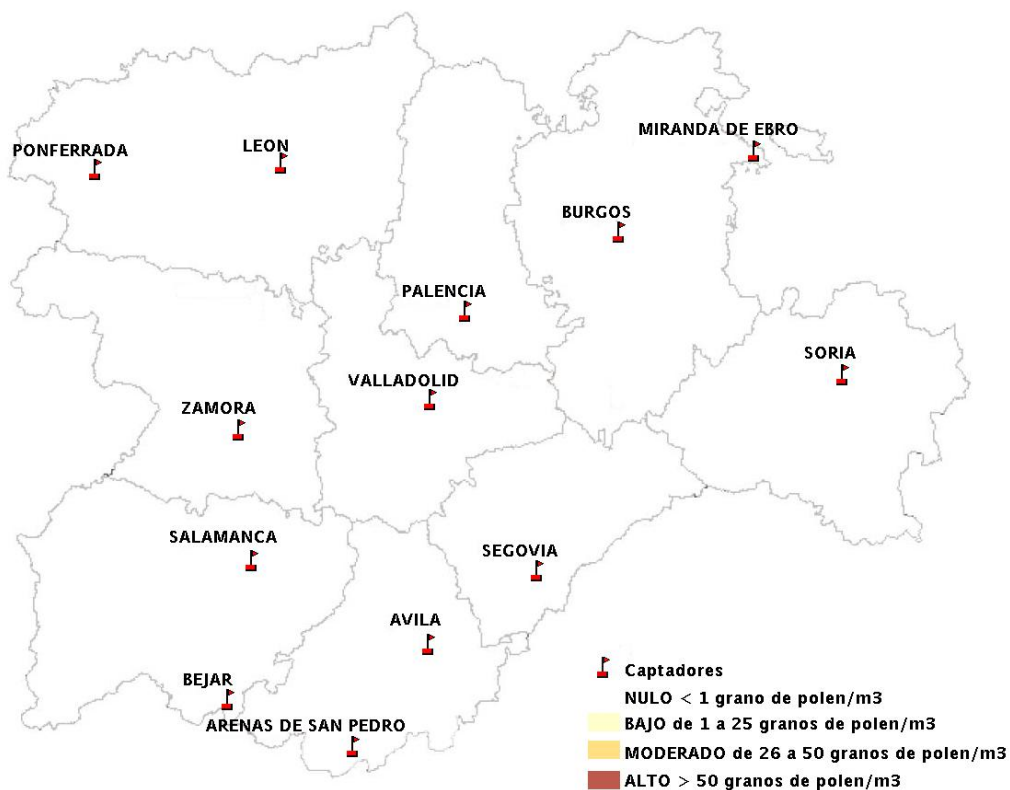 MIRANDA DE EBRO
PONFERRADA
LEON
BURGOS
PALENCIA
SORIA
VALLADOLID
ZAMORA
SALAMANCA
SEGOVIA
AVILA
BEJAR
ARENAS DE SAN PEDRO
Captadores
NULO < 1 grano de polen/m3
BAJO de 1 a 25 granos de polen/m3
MODERADO de 26 a 50 granos de polen/m3
ALTO > 50 granos de polen/m3